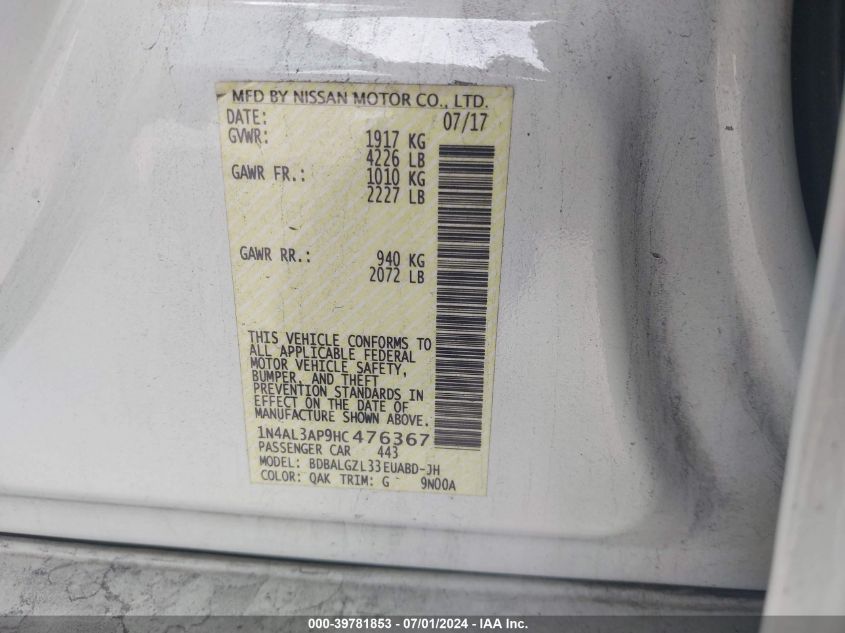 MFD BY NISSAN MOTOR CO., LTD.
DATE: 07/17
GVWR: 1917 KG
4226 LB
GAWR FR.: 1010 KG
2227 LB
GAWR RR.: 940 KG
2072 LB
THIS VEHICLE CONFORMS TO
ALL APPLICABLE FEDERAL
MOTOR VEHICLE SAFETY,
BUMPER, AND THEFT
PREVENTION STANDARDS IN
EFFECT ON THE DATE OF
MANUFACTURE SHOWN ABOVE.
1N4AL3AP9HC476367
PASSENGER CAR 443
MODEL: BDBALGZL33EUABD-JH
COLOR: QAK TRIM: G 9N00A
000-39781853 - 07/01/2024 - IAA Inc.